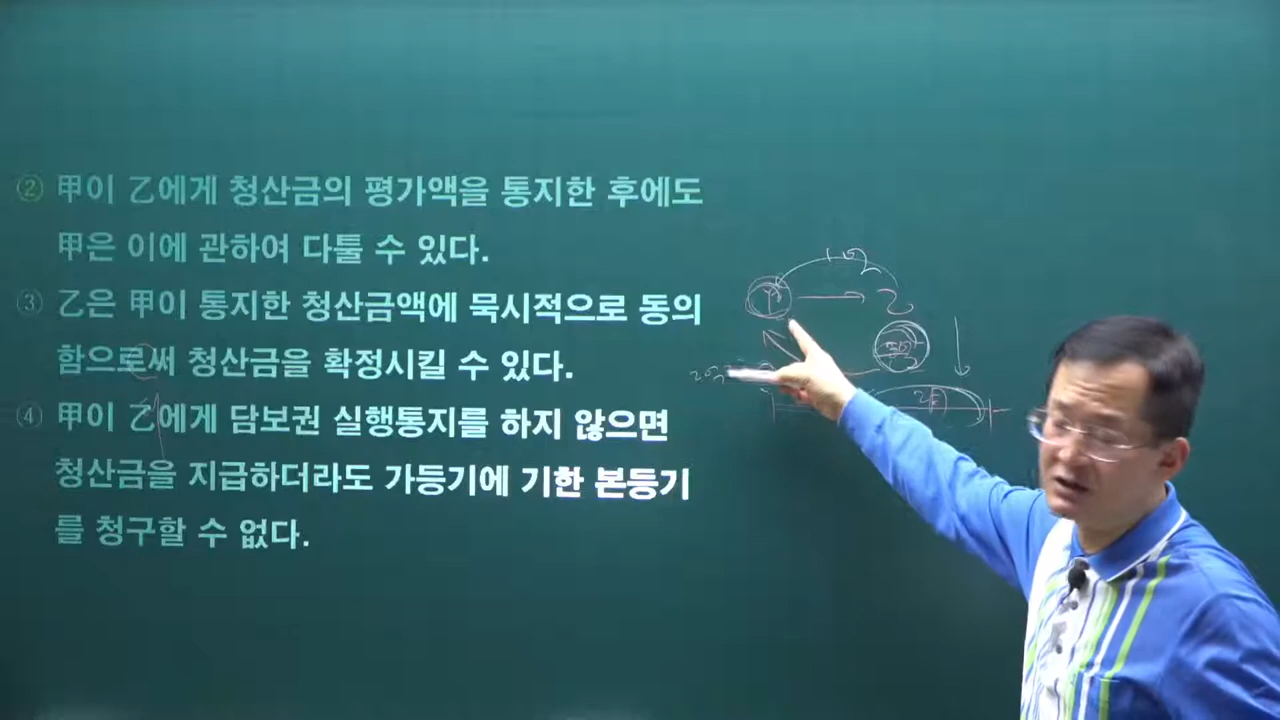 ② 甲이 乙에게 청산금의 평가액을 통지한 후에도
甲은 이에 관하여 다툴 수 있다.
③ 乙은 甲이 통지한 청산금액에 묵시적으로 동의
함으로써 청산금을 확정시킬 수 있다.
④ 甲이 乙에게 담보권 실행통지를 하지 않으면
청산금을 지급하더라도 가등기에 기한 본등기
를 청구할 수 없다.